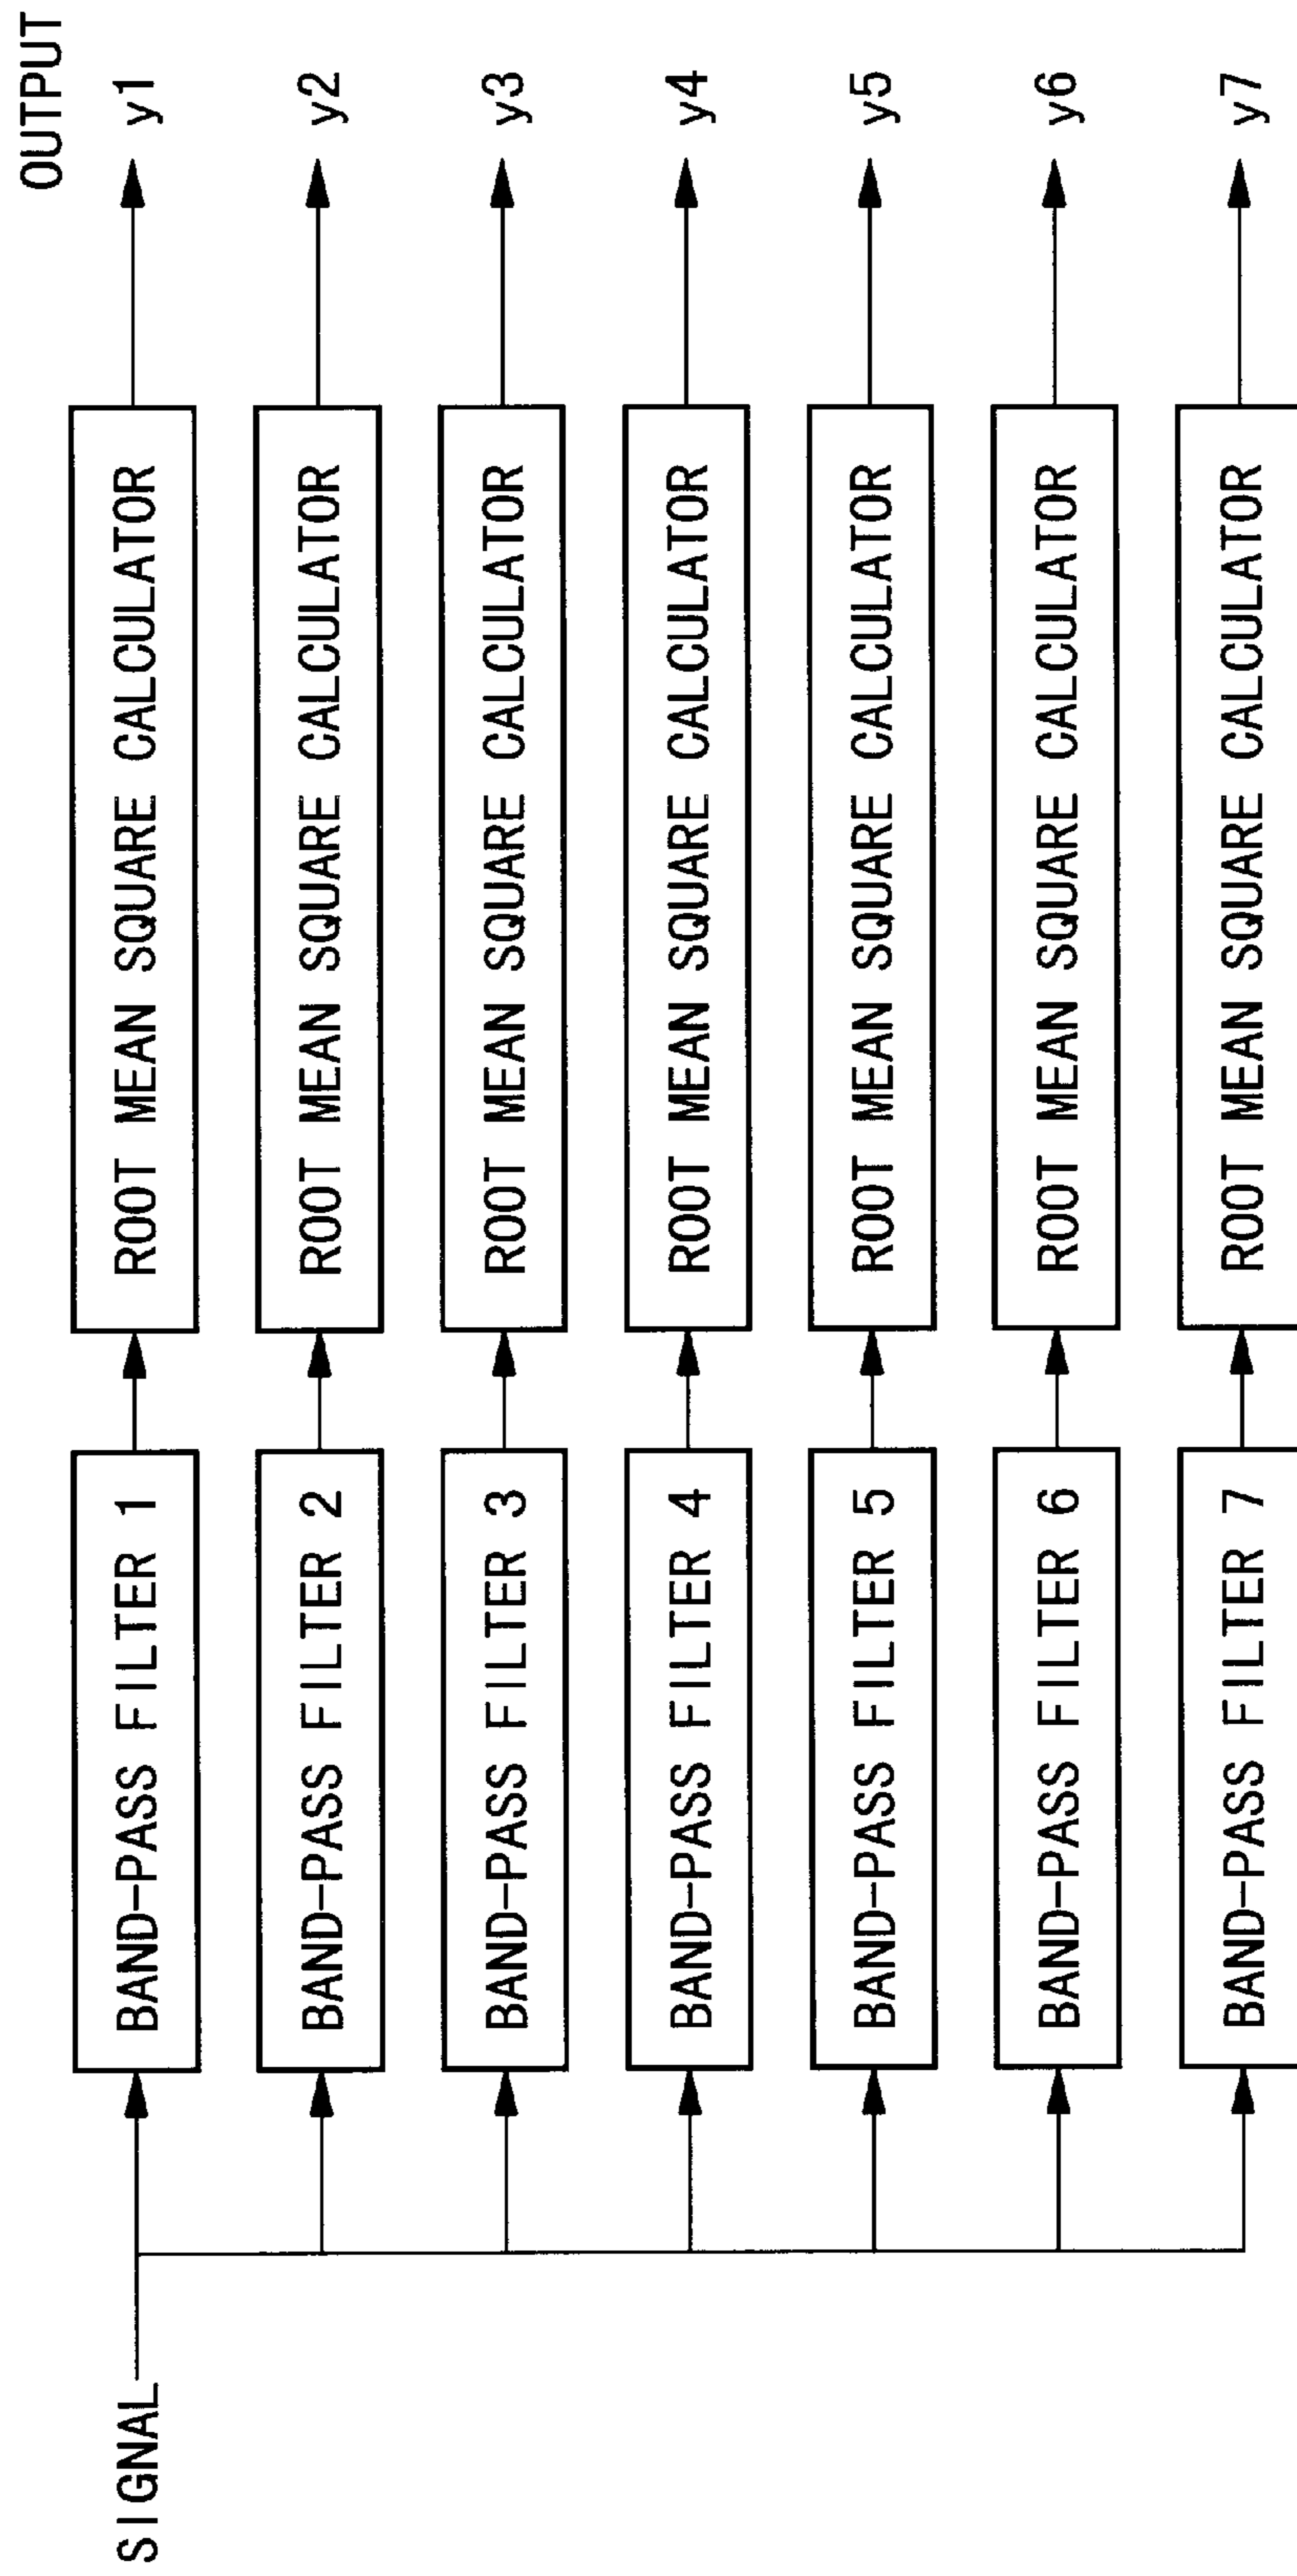 OUTPUT
SIGNAL
BAND-PASS FILTER 1
ROOT MEAN SQUARE CALCULATOR
y1
BAND-PASS FILTER 2
ROOT MEAN SQUARE CALCULATOR
y2
BAND-PASS FILTER 3
ROOT MEAN SQUARE CALCULATOR
y3
BAND-PASS FILTER 4
ROOT MEAN SQUARE CALCULATOR
y4
BAND-PASS FILTER 5
ROOT MEAN SQUARE CALCULATOR
y5
BAND-PASS FILTER 6
ROOT MEAN SQUARE CALCULATOR
y6
BAND-PASS FILTER 7
ROOT MEAN SQUARE CALCULATOR
y7